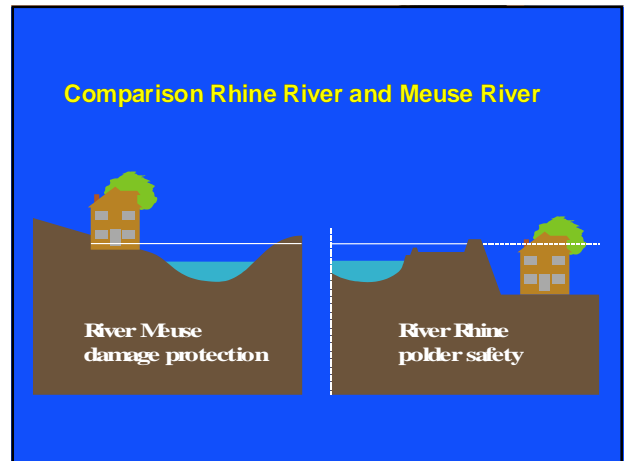 Comparison Rhine River and Meuse River
River Meuse
damage protection
River Rhine
polder safety